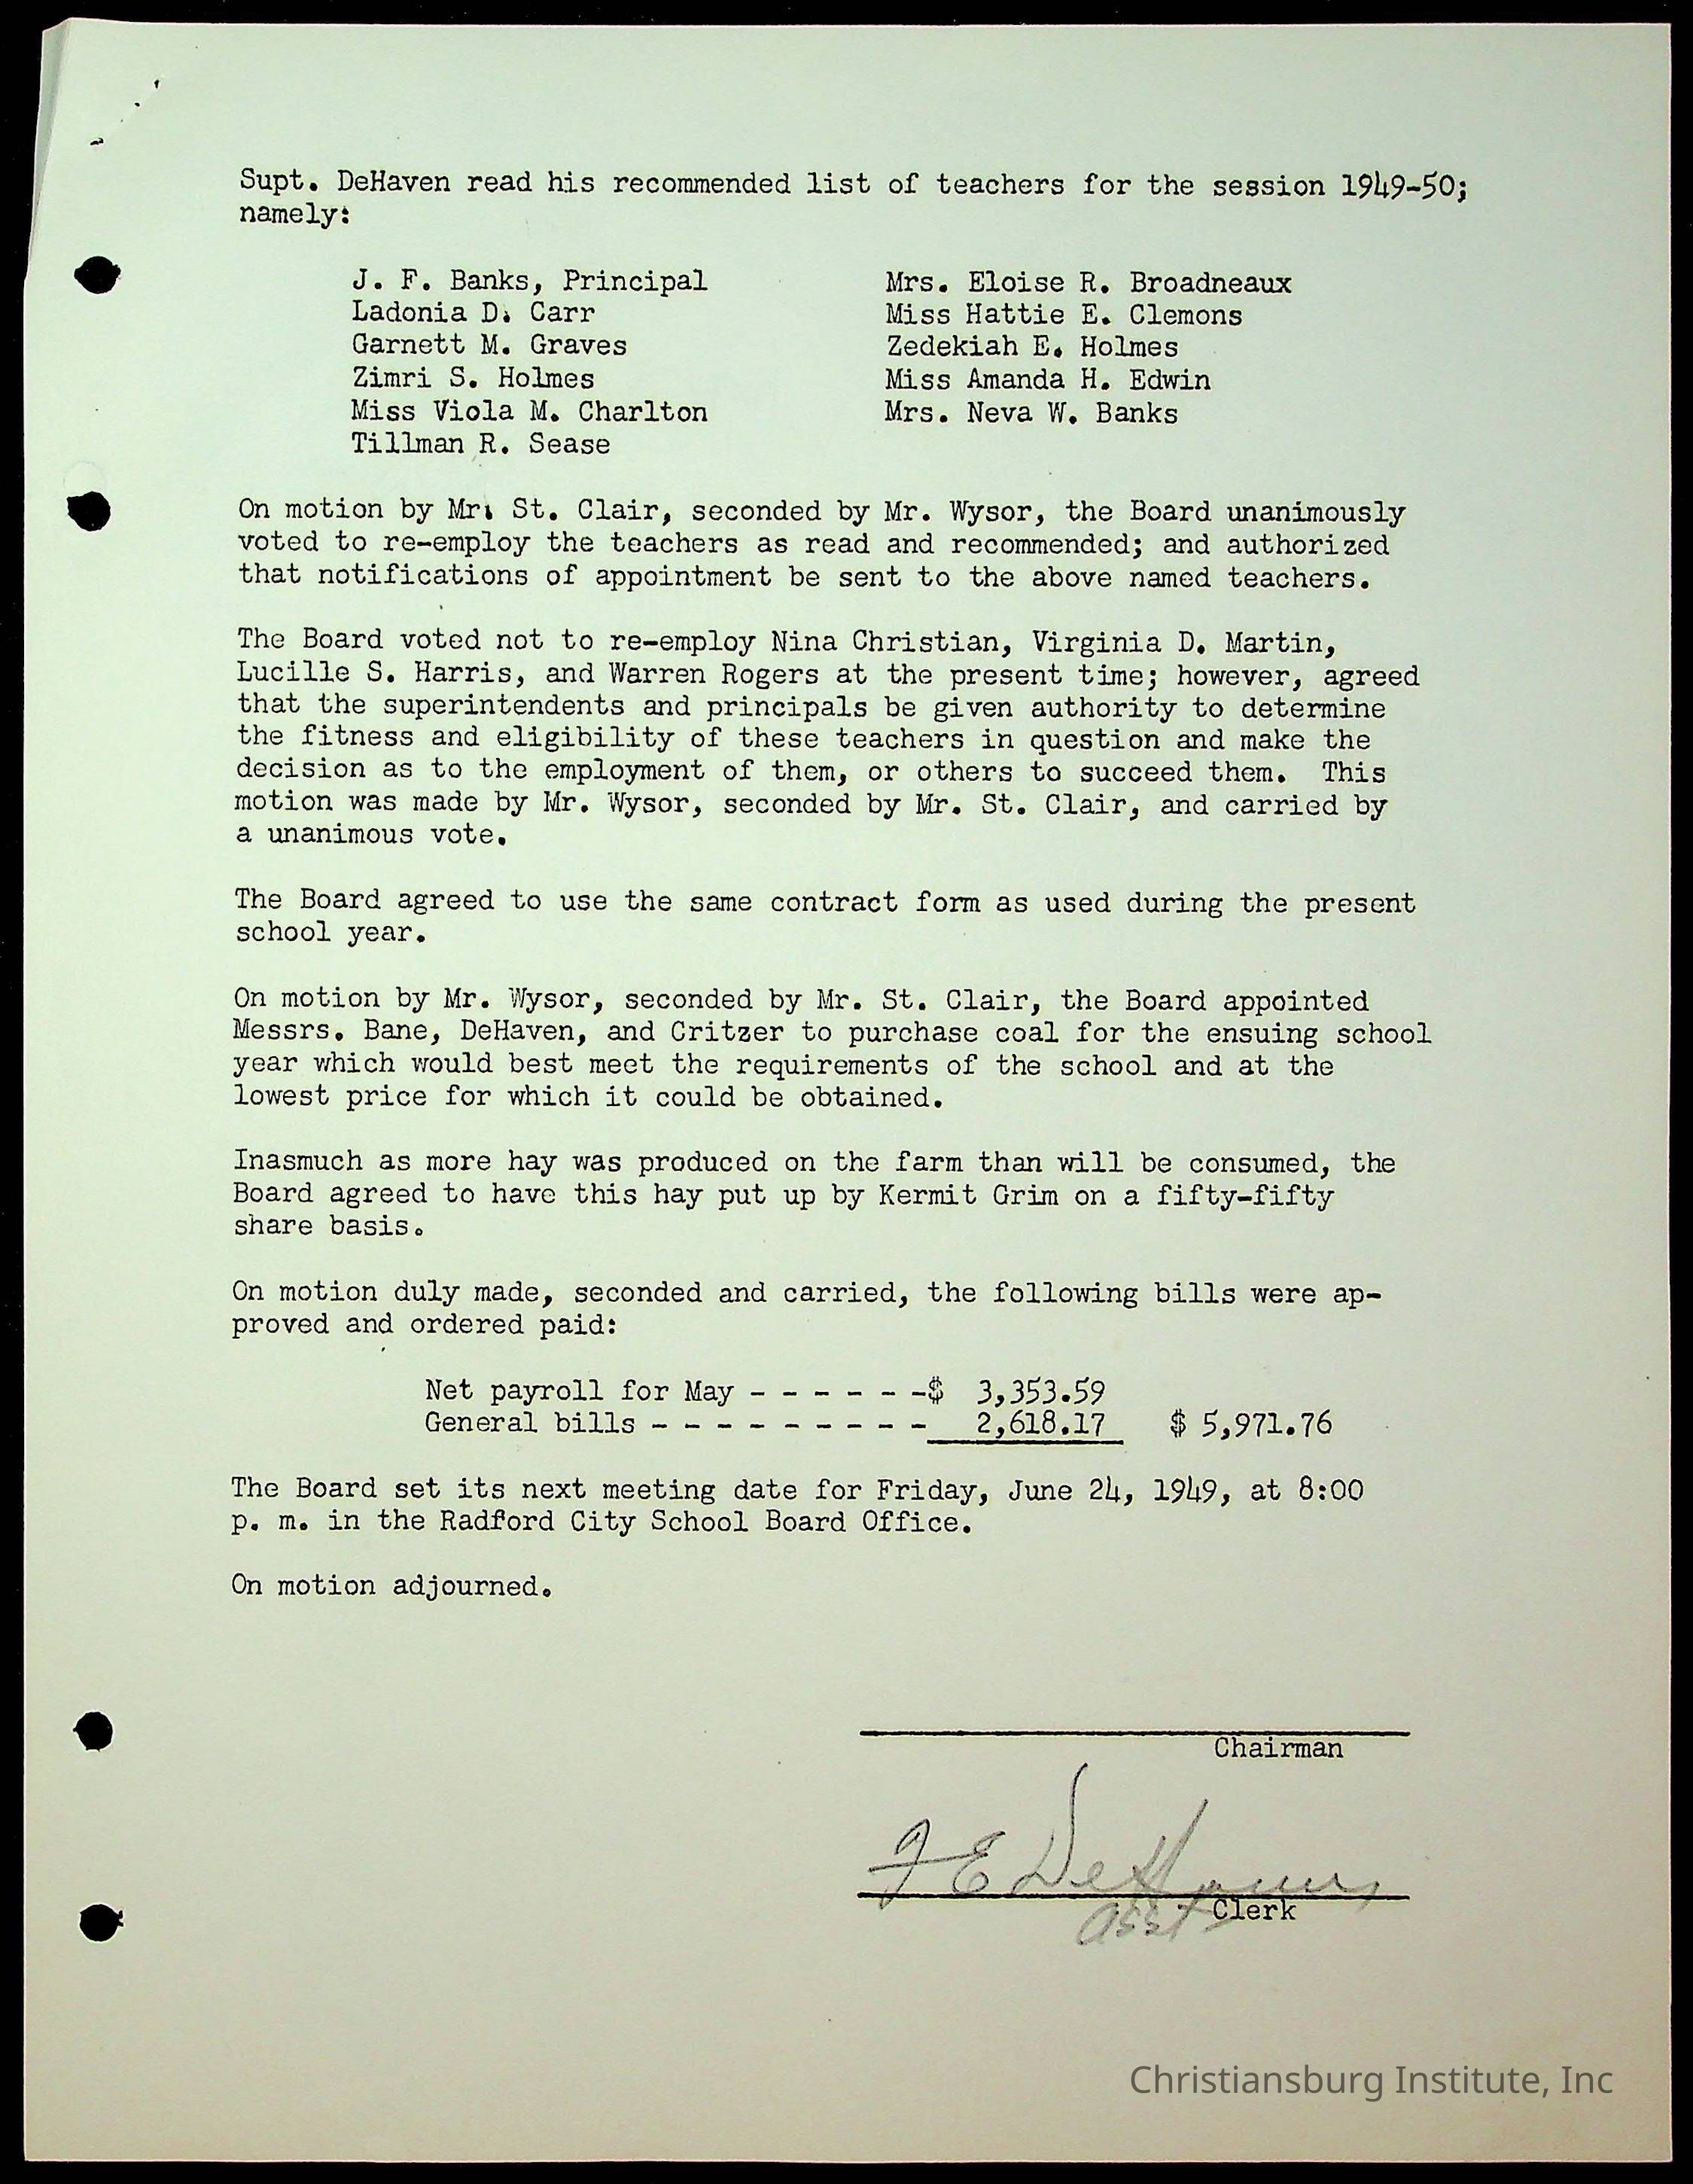 Supt. DeHaven read his recommended list of teachers for the session 1949-50;
namely:
J. F. Banks, Principal
Ladonia D. Carr
Garnett M. Graves
Zimri S. Holmes
Miss Viola M. Charlton
Tillman R. Sease
Mrs. Eloise R. Broadneaux
Miss Hattie E. Clemons
Zedekiah E. Holmes
Miss Amanda H. Edwin
Mrs. Neva W. Banks
On motion by Mr. St. Clair, seconded by Mr. Wysor, the Board unanimously
voted to re-employ the teachers as read and recommended; and authorized
that notifications of appointment be sent to the above named teachers.
The Board voted not to re-employ Nina Christian, Virginia D. Martin,
Lucille S. Harris, and Warren Rogers at the present time; however, agreed
that the superintendents and principals be given authority to determine
the fitness and eligibility of these teachers in question and make the
decision as to the employment of them, or others to succeed them. This
motion was made by Mr. Wysor, seconded by Mr. St. Clair, and carried by
a unanimous vote.
The Board agreed to use the same contract form as used during the present
school year.
On motion by Mr. Wysor, seconded by Mr. St. Clair, the Board appointed
Messrs. Bane, DeHaven, and Critzer to purchase coal for the ensuing school
year which would best meet the requirements of the school and at the
lowest price for which it could be obtained.
Inasmuch as more hay was produced on the farm than will be consumed, the
Board agreed to have this hay put up by Kermit Grim on a fifty-fifty
share basis.
On motion duly made, seconded and carried, the following bills were ap-
proved and ordered paid:
Net payroll for May - - - - - -$ 3,353.59
General bills - - - - - - - - - 2,618.17 $ 5,971.76
The Board set its next meeting date for Friday, June 24, 1949, at 8:00
p. m. in the Radford City School Board Office.
On motion adjourned.
Chairman
F E DeHaven,
asst Clerk
Christiansburg Institute, Inc